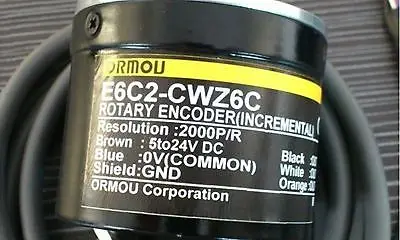 ORMOU
E6C2-CWZ6C
ROTARY ENCODER(INCREMENTAL)
Resolution :2000P/R
Brown : 5to24V DC
Blue :0V(COMMON)
Shield:GND
ORMOU Corporation
Black
White
Orange